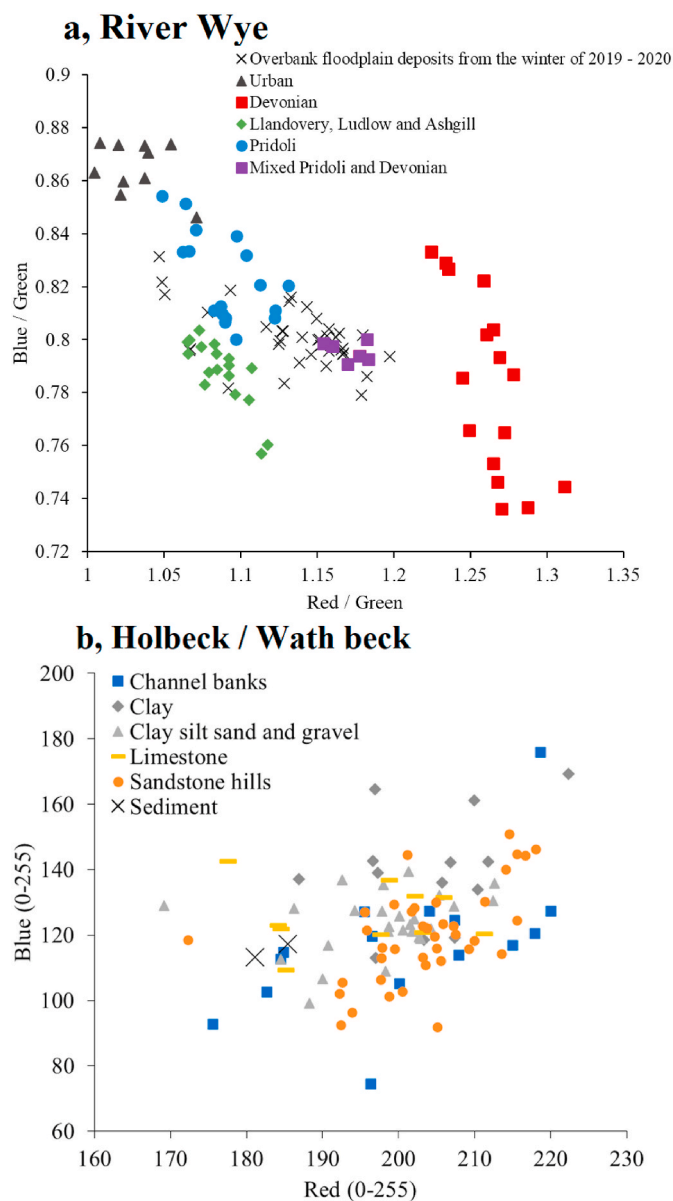 a, River Wye
Overbank floodplain deposits from the winter of 2019 - 2020
Urban
Devonian
Llandovery, Ludlow and Ashgill
Pridoli
Mixed Pridoli and Devonian
0.9
0.88
0.86
0.84
0.82
0.8
0.78
0.76
0.74
0.72
Blue / Green
1 1.05 1.1 1.15 1.2 1.25 1.3 1.35
Red / Green
b, Holbeck / Wath beck
Channel banks
Clay
Clay silt sand and gravel
Limestone
Sandstone hills
Sediment
200
180
160
140
120
100
80
60
Blue (0-255)
160 170 180 190 200 210 220 230
Red (0-255)